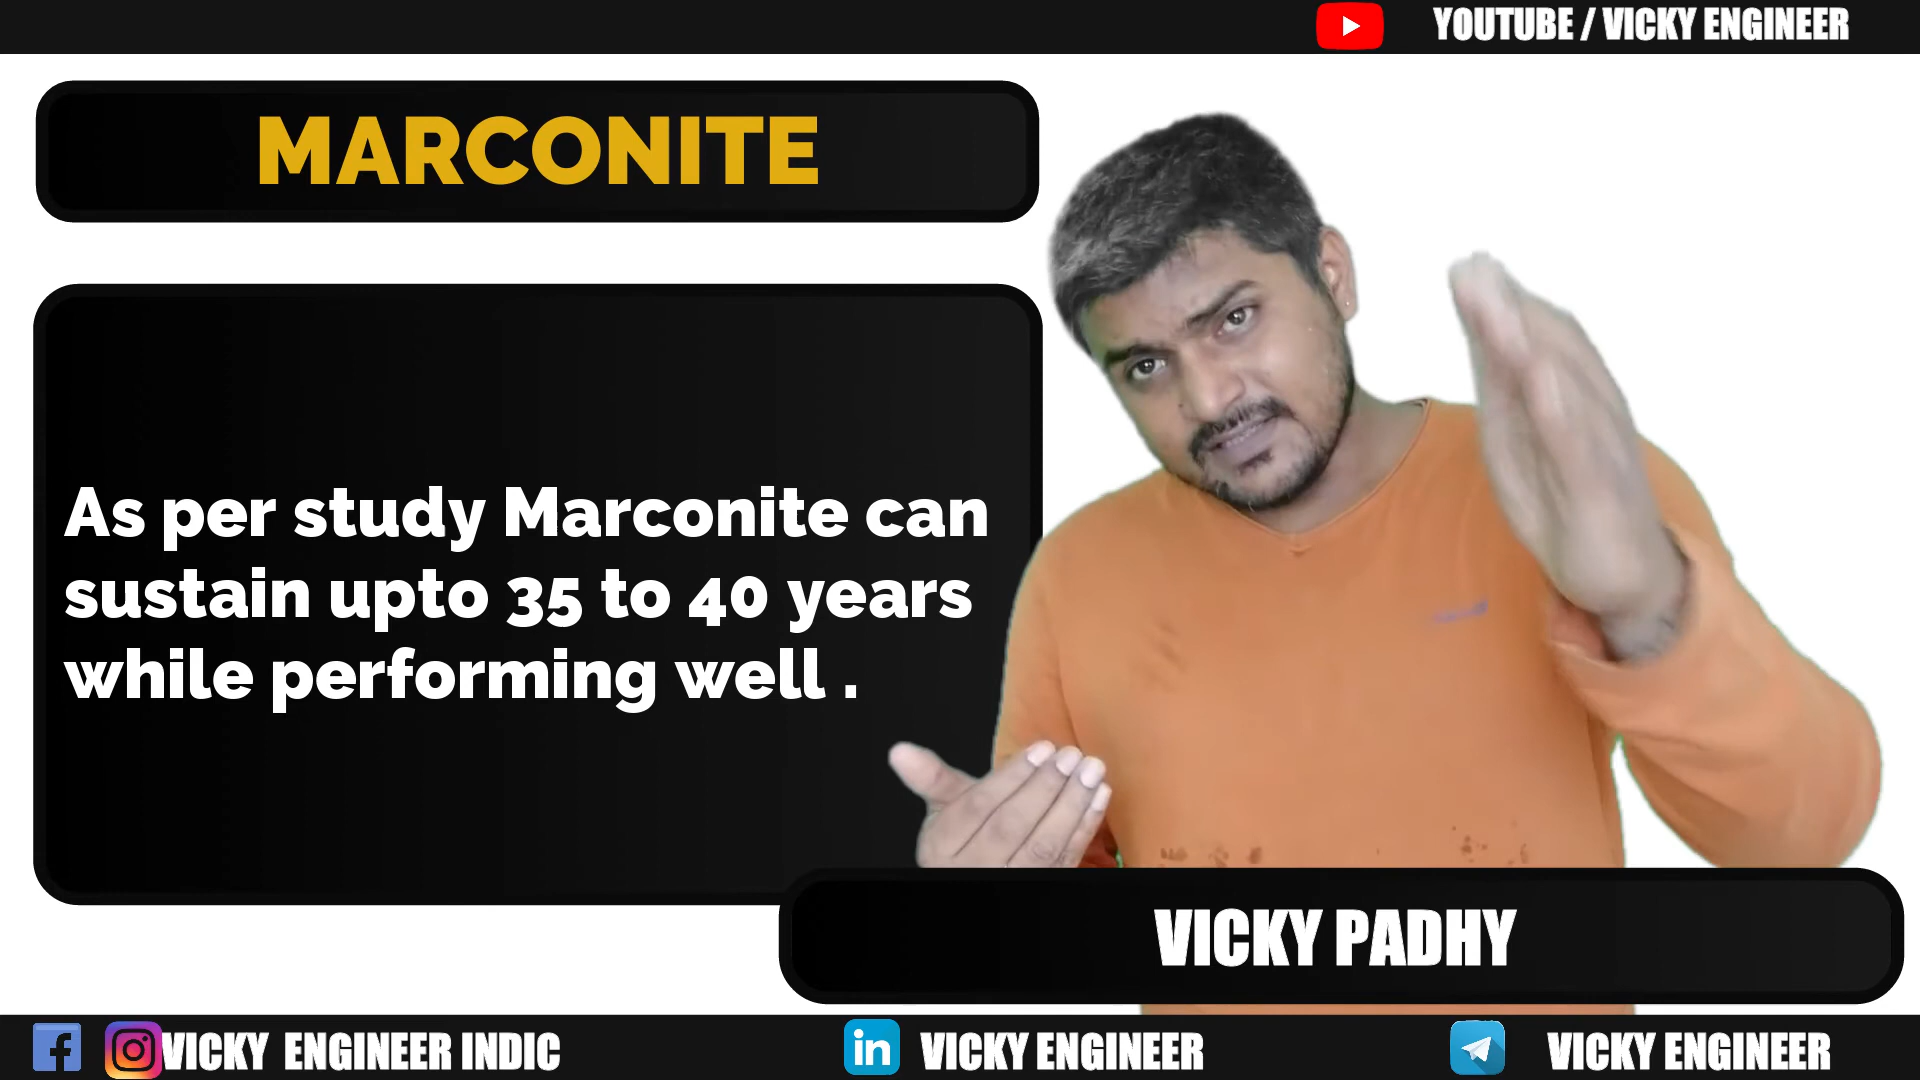 YOUTUBE / VICKY ENGINEER
MARCONITE
As per study Marconite can
sustain upto 35 to 40 years
while performing well .
VICKY PADHY
VICKY ENGINEER INDIC
VICKY ENGINEER
VICKY ENGINEER